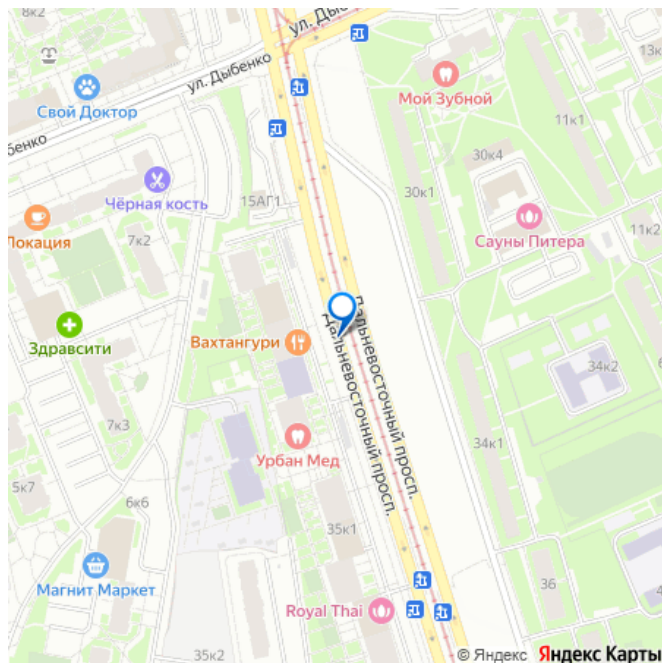 8к2
ул. Дыбенко
ул. Дыбенко
Свой Доктор
Мой Зубной
11к1
бенко
30к4
Чёрная кость
15АГ1
30к1
Локация
7к2
Сауны Питера
11к2
Здравсити
Вахтангури
Дальневосточный просп.
Дальневосточный просп.
34к2
7к3
Урбан Мед
34к1
5к7
6к6
35к1
Магнит Маркет
36
4
Royal Thai
35к2
© Яндекс Яндекс Карты